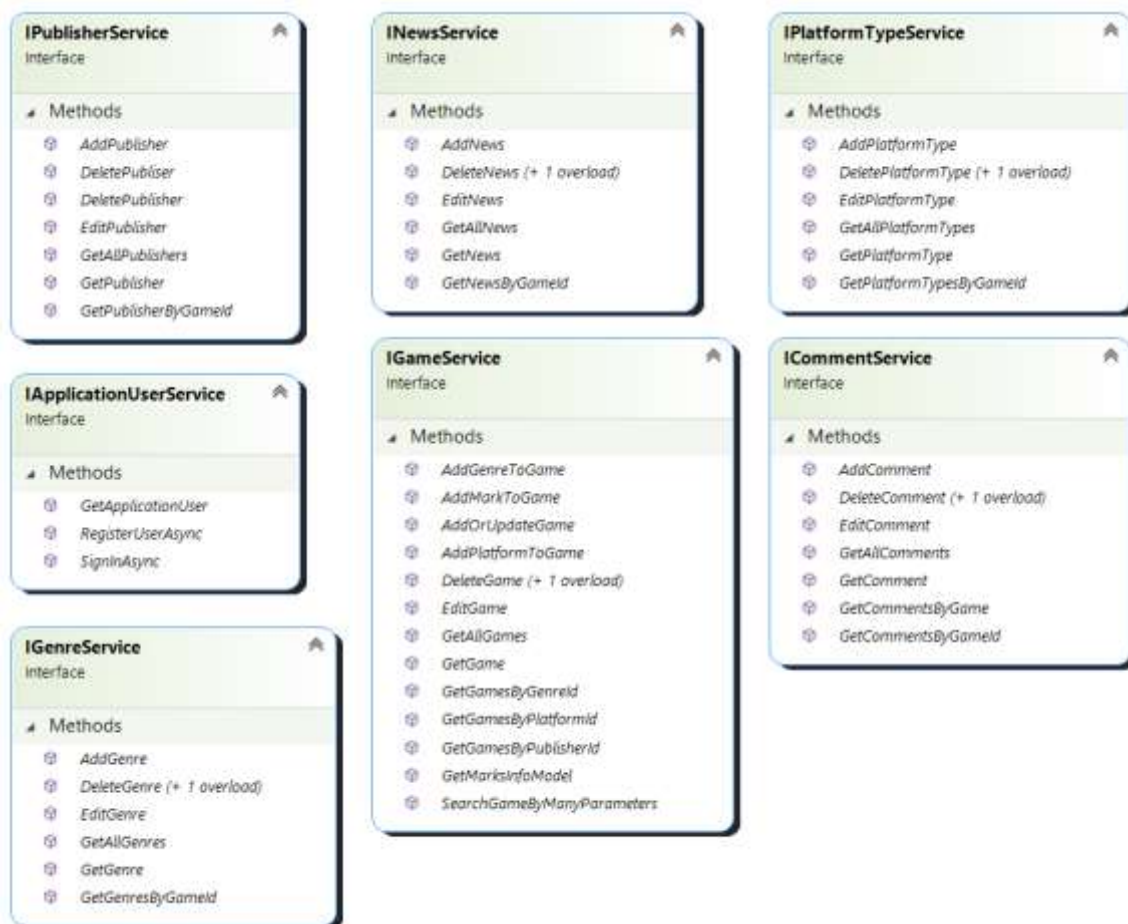 IPublisherService
Interface
Methods
AddPublisher
DeletePubliser
DeletePublisher
EditPublisher
GetAllPublishers
GetPublisher
GetPublisherByGameId
INewsService
Interface
Methods
AddNews
DeleteNews (+ 1 overload)
EditNews
GetAllNews
GetNews
GetNewsByGameId
IPlatformTypeService
Interface
Methods
AddPlatformType
DeletePlatformType (+ 1 overload)
EditPlatformType
GetAllPlatformTypes
GetPlatformType
GetPlatformTypesByGameId
IApplicationUserService
Interface
Methods
GetApplicationUser
RegisterUserAsync
SignInAsync
IGameService
Interface
Methods
AddGenreToGame
AddMarkToGame
AddOrUpdateGame
AddPlatformToGame
DeleteGame (+ 1 overload)
EditGame
GetAllGames
GetGame
GetGamesByGenreId
GetGamesByPlatformId
GetGamesByPublisherId
GetMarksInfoModel
SearchGameByManyParameters
ICommentService
Interface
Methods
AddComment
DeleteComment (+ 1 overload)
EditComment
GetAllComments
GetComment
GetCommentsByGame
GetCommentsByGameId
IGenreService
Interface
Methods
AddGenre
DeleteGenre (+ 1 overload)
EditGenre
GetAllGenres
GetGenre
GetGenresByGameId